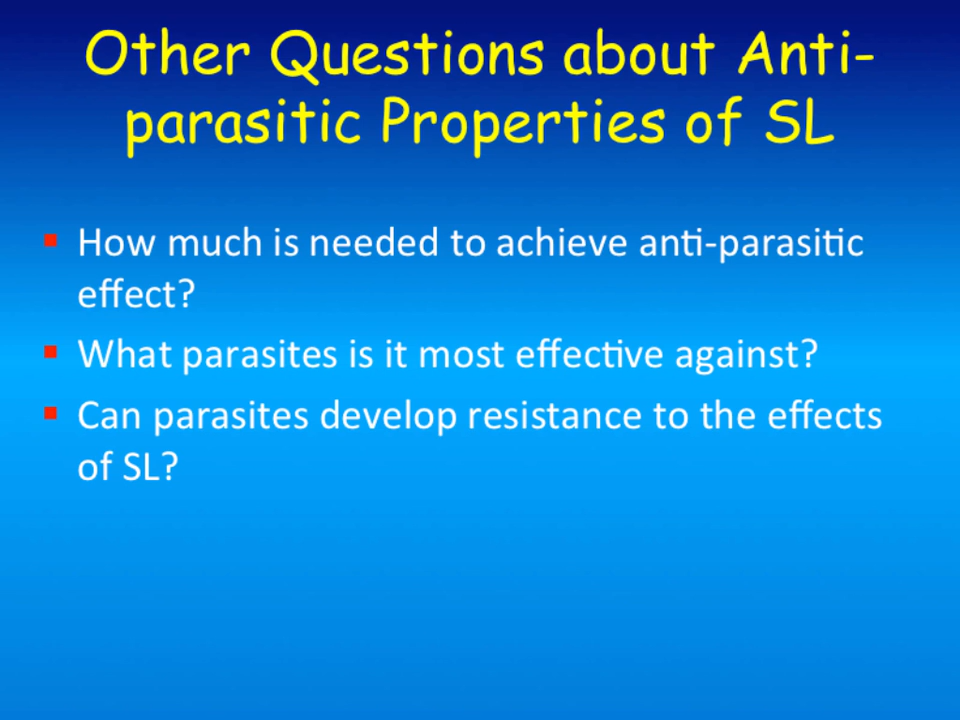 Other Questions about Anti-
parasitic Properties of SL
How much is needed to achieve anti-parasitic
effect?
What parasites is it most effective against?
Can parasites develop resistance to the effects
of SL?